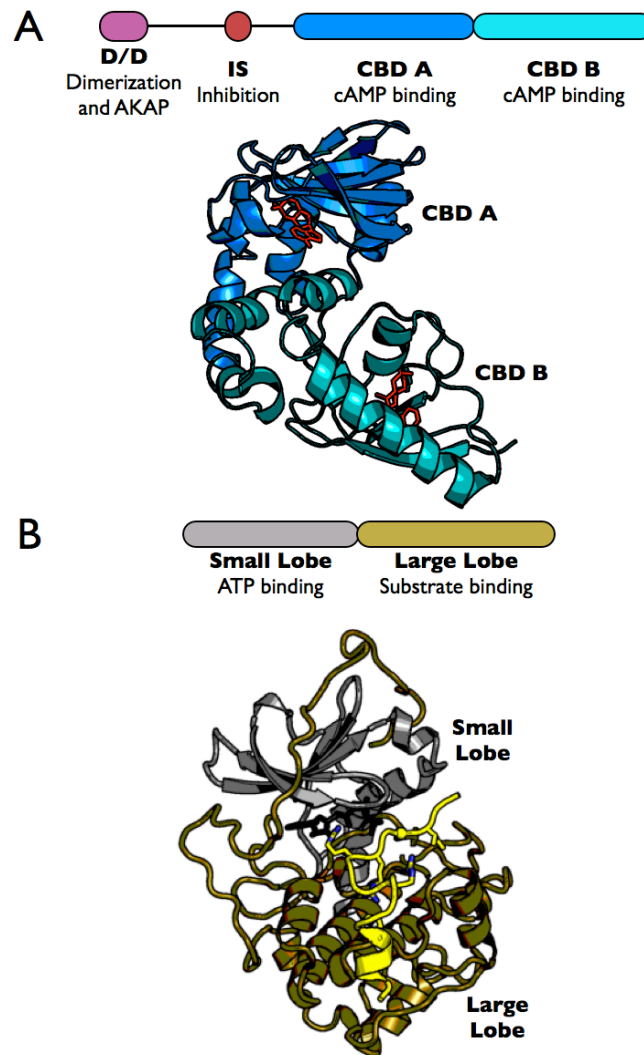 A
D/D
Dimerization
and AKAP
IS
Inhibition
CBD A
cAMP binding
CBD B
cAMP binding
CBD A
CBD B
B
Small Lobe
ATP binding
Large Lobe
Substrate binding
Small
Lobe
Large
Lobe